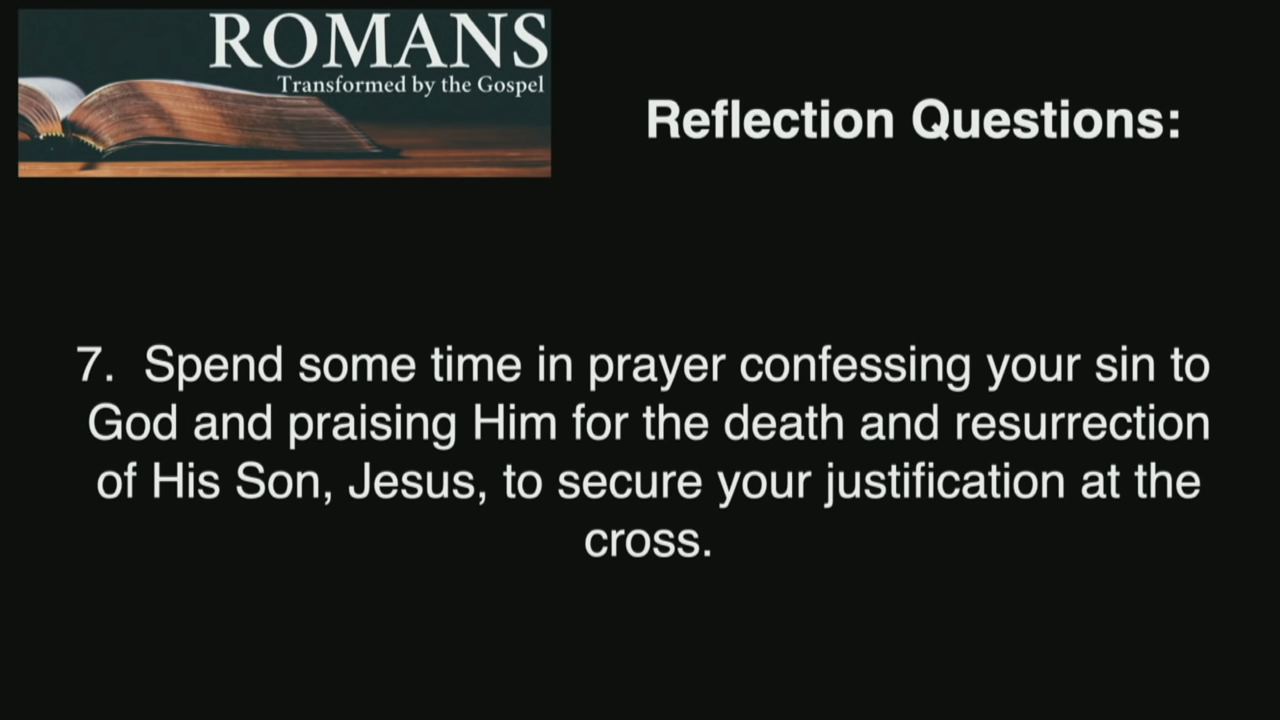 ROMANS
Transformed by the Gospel
Reflection Questions:
7. Spend some time in prayer confessing your sin to
God and praising Him for the death and resurrection
of His Son, Jesus, to secure your justification at the
cross.